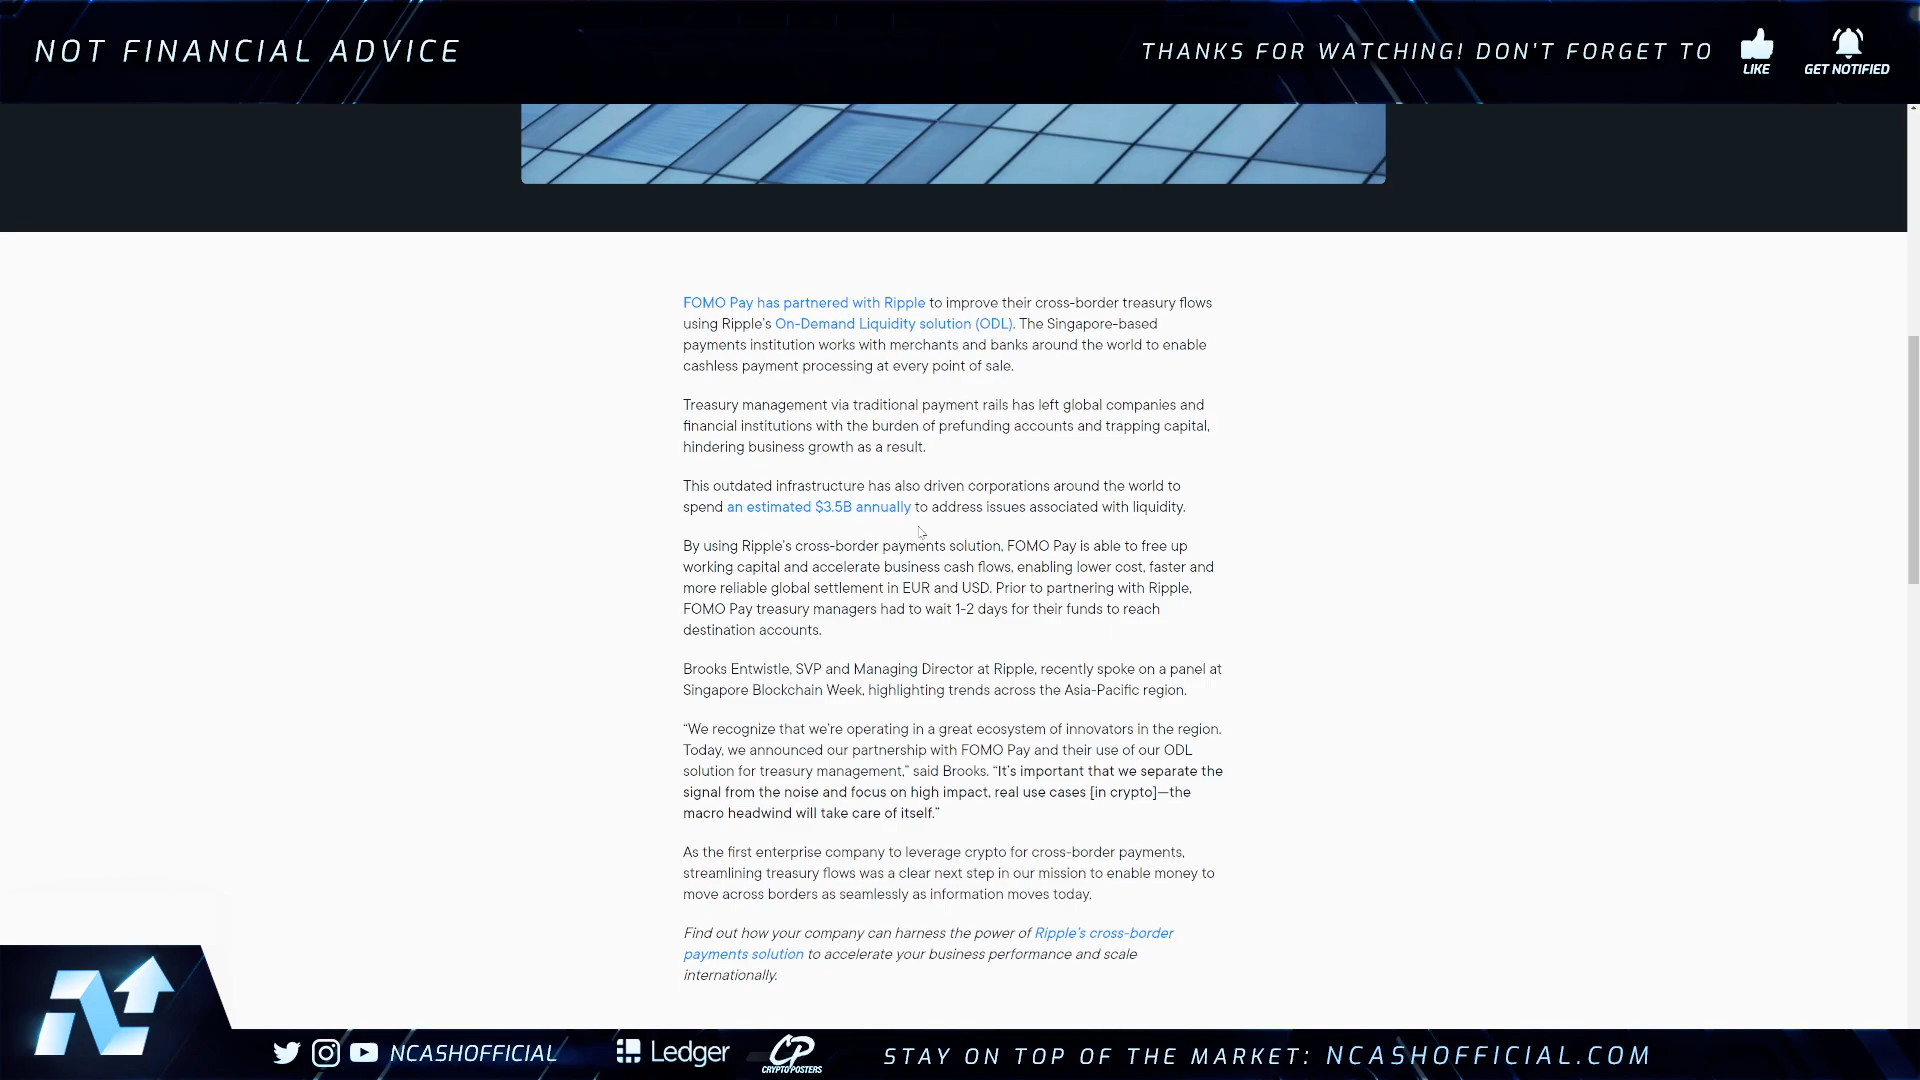 NOT FINANCIAL ADVICE
THANKS FOR WATCHING! DON'T FORGET TO
LIKE
GET NOTIFIED
FOMO Pay has partnered with Ripple to improve their cross-border treasury flows
using Ripple's On-Demand Liquidity solution (ODL). The Singapore-based
payments institution works with merchants and banks around the world to enable
cashless payment processing at every point of sale.
Treasury management via traditional payment rails has left global companies and
financial institutions with the burden of prefunding accounts and trapping capital,
hindering business growth as a result.
This outdated infrastructure has also driven corporations around the world to
spend an estimated $3.5B annually to address issues associated with liquidity.
By using Ripple's cross-border payments solution, FOMO Pay is able to free up
working capital and accelerate business cash flows, enabling lower cost, faster and
more reliable global settlement in EUR and USD. Prior to partnering with Ripple,
FOMO Pay treasury managers had to wait 1-2 days for their funds to reach
destination accounts.
Brooks Entwistle, SVP and Managing Director at Ripple, recently spoke on a panel at
Singapore Blockchain Week, highlighting trends across the Asia-Pacific region.
“We recognize that we're operating in a great ecosystem of innovators in the region.
Today, we announced our partnership with FOMO Pay and their use of our ODL
solution for treasury management,” said Brooks. “It's important that we separate the
signal from the noise and focus on high impact, real use cases [in crypto]—the
macro headwind will take care of itself.”
As the first enterprise company to leverage crypto for cross-border payments,
streamlining treasury flows was a clear next step in our mission to enable money to
move across borders as seamlessly as information moves today.
Find out how your company can harness the power of Ripple's cross-border
payments solution to accelerate your business performance and scale
internationally.
NCASHOFFICIAL
Ledger
CP
CRYPTOPOSTERS
STAY ON TOP OF THE MARKET: NCASHOFFICIAL.COM